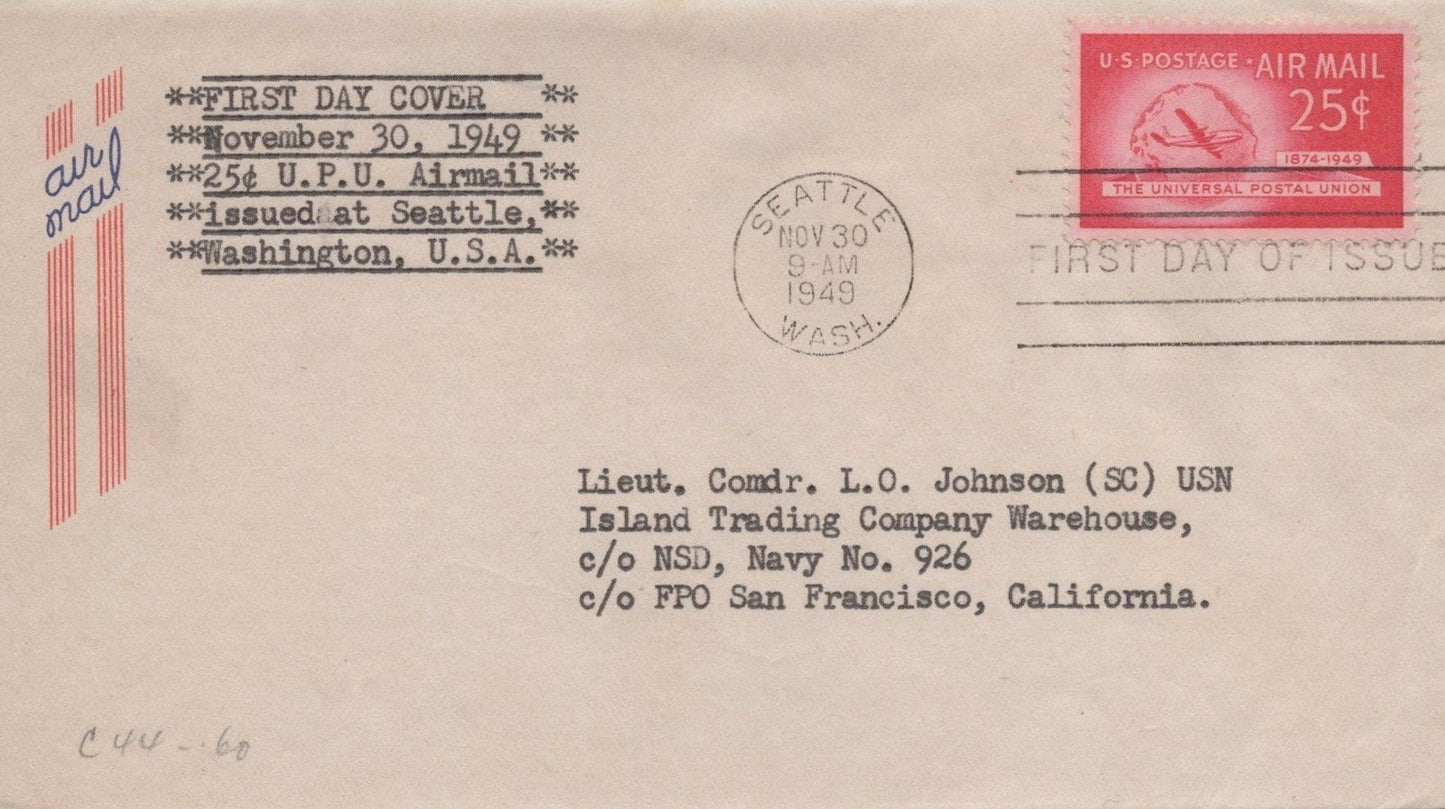 **FIRST DAY COVER **
**November 30, 1949 **
**25¢ U.P.U. Airmail**
**issued at Seattle,**
**Washington, U.S.A.**
air
mail
U·S·POSTAGE · AIR MAIL
25¢
1874-1949
THE UNIVERSAL POSTAL UNION
SEATTLE
NOV 30
9-AM
1949
WASH.
FIRST DAY OF ISSUE
Lieut. Comdr. L.O. Johnson (SC) USN
Island Trading Company Warehouse,
c/o NSD, Navy No. 926
c/o FPO San Francisco, California.
C44 - .60